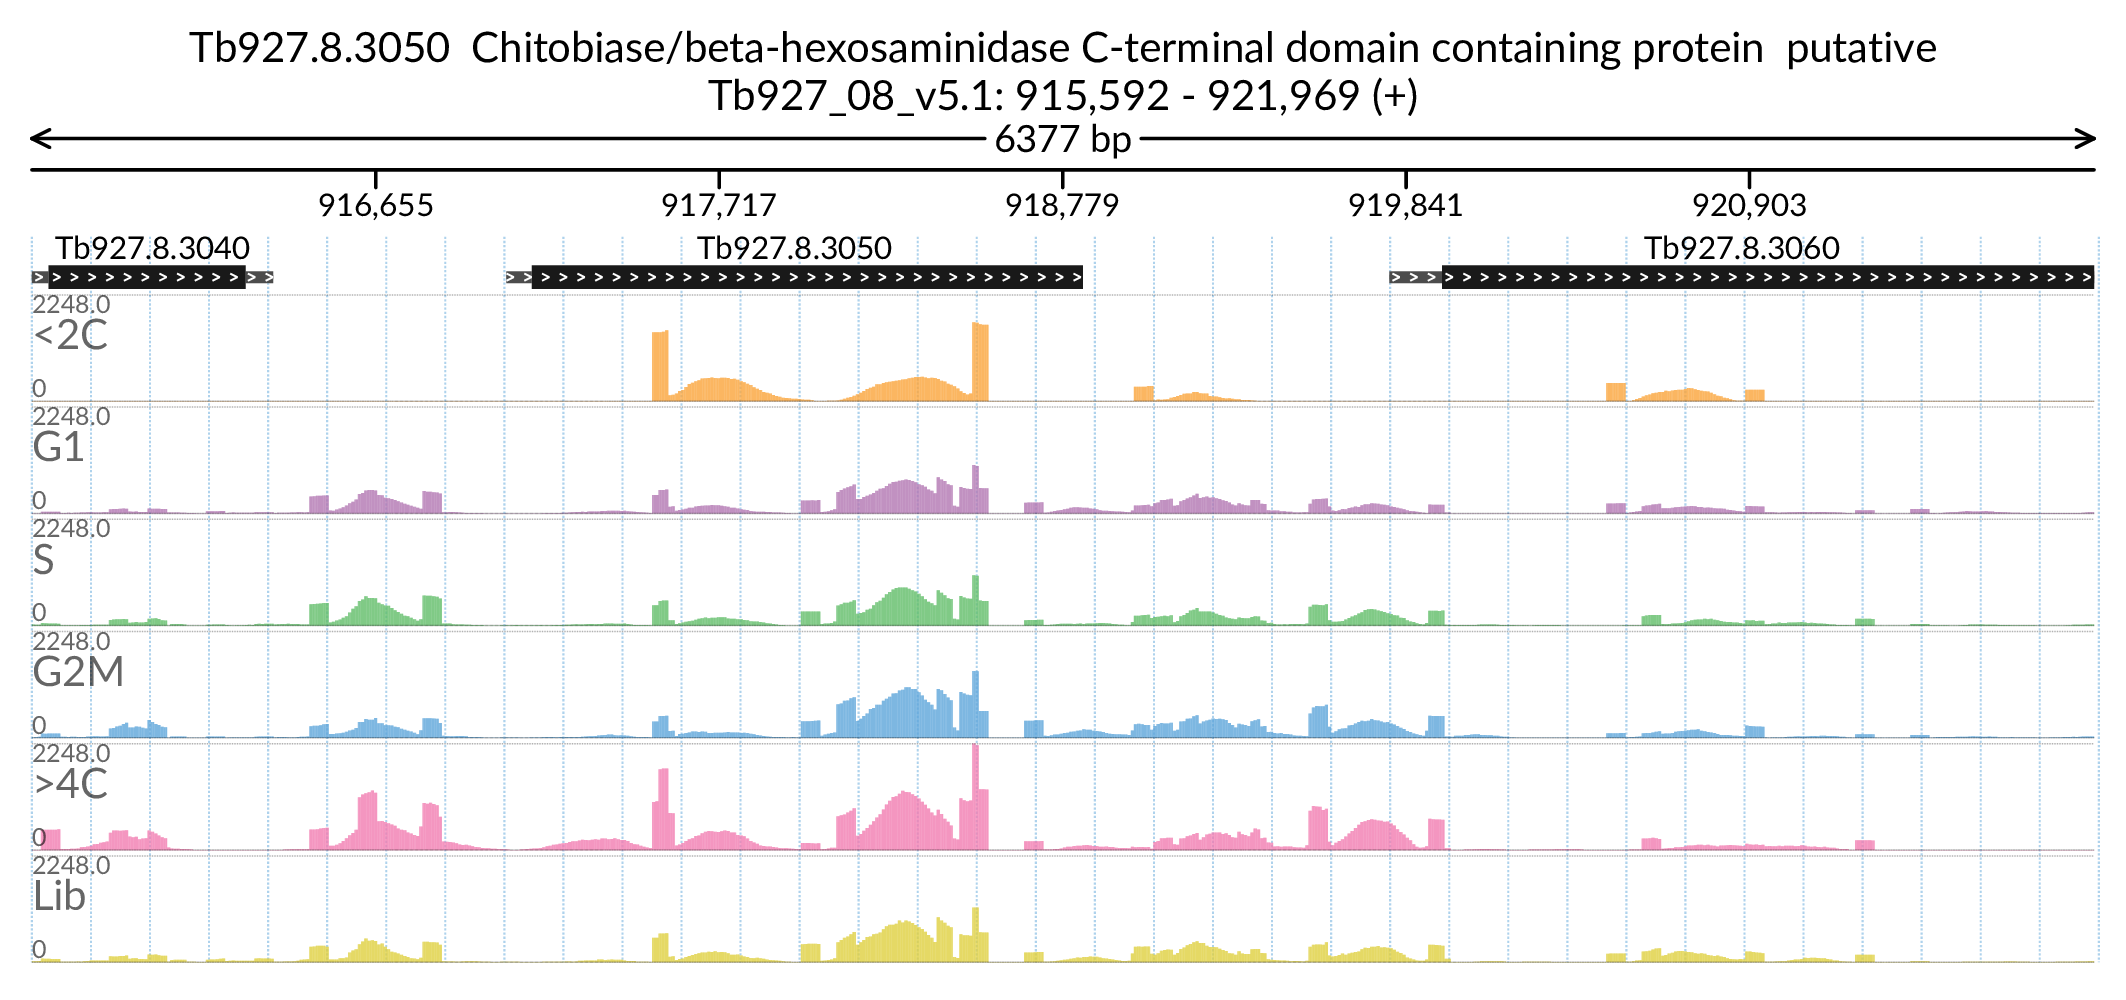 Tb927.8.3050  Chitobiase/beta-hexosaminidase C-terminal domain containing protein  putative
Tb927_08_v5.1: 915,592 - 921,969 (+)
6377 bp
916,655 917,717 918,779 919,841 920,903
Tb927.8.3040 Tb927.8.3050 Tb927.8.3060
2248.0
<2C
0
2248.0
G1
0
2248.0
S
0
2248.0
G2M
0
2248.0
>4C
0
2248.0
Lib
0